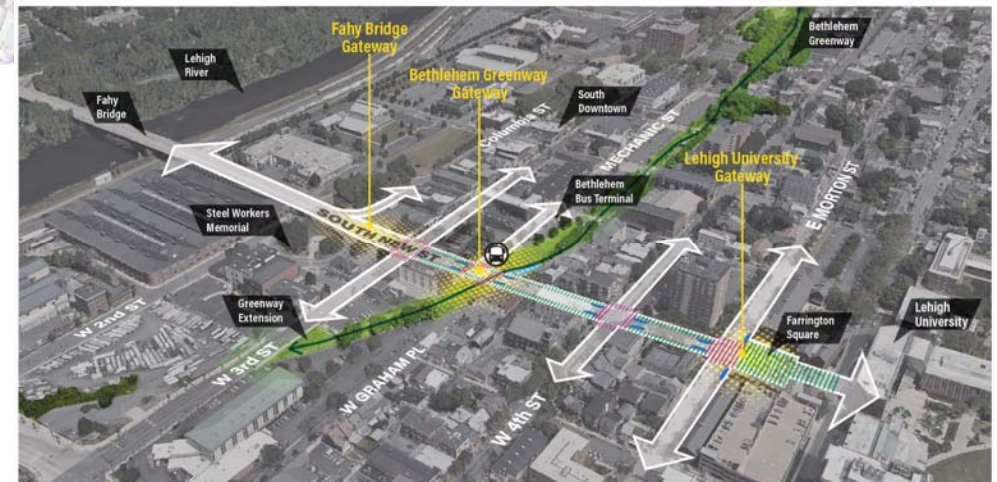 Fahy Bridge
Gateway
Bethlehem
Greenway
Lehigh
River
Bethlehem Greenway
Gateway
Fahy
Bridge
South
Downtown
Columbia ST
MECHANIC ST
Lehigh University
Gateway
E MORTON ST
Bethlehem
Bus Terminal
Steel Workers
Memorial
SOUTH NEW ST
Greenway
Extension
Farrington
Square
Lehigh
University
W 2nd ST
W 3rd ST
W GRAHAM PL
W 4th ST